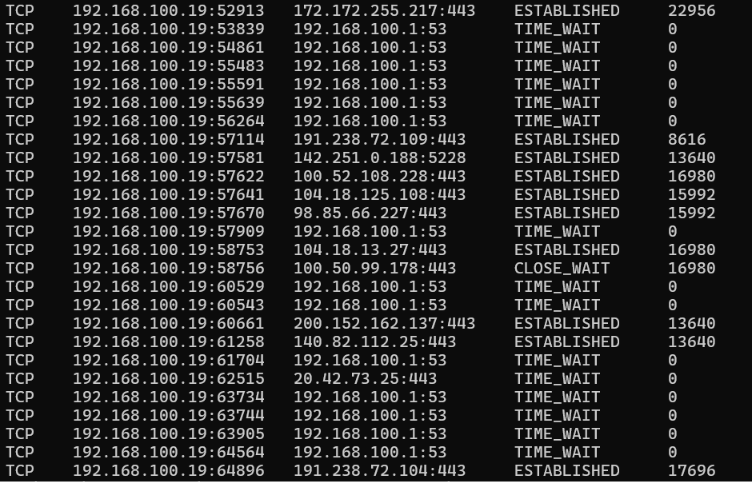 TCP    192.168.100.19:52913   172.172.255.217:443    ESTABLISHED     22956
TCP    192.168.100.19:53839   192.168.100.1:53       TIME_WAIT       0
TCP    192.168.100.19:54861   192.168.100.1:53       TIME_WAIT       0
TCP    192.168.100.19:55483   192.168.100.1:53       TIME_WAIT       0
TCP    192.168.100.19:55591   192.168.100.1:53       TIME_WAIT       0
TCP    192.168.100.19:55639   192.168.100.1:53       TIME_WAIT       0
TCP    192.168.100.19:56264   192.168.100.1:53       TIME_WAIT       0
TCP    192.168.100.19:57114   191.238.72.109:443     ESTABLISHED     8616
TCP    192.168.100.19:57581   142.251.0.188:5228     ESTABLISHED     13640
TCP    192.168.100.19:57622   100.52.108.228:443     ESTABLISHED     16980
TCP    192.168.100.19:57641   104.18.125.108:443     ESTABLISHED     15992
TCP    192.168.100.19:57670   98.85.66.227:443       ESTABLISHED     15992
TCP    192.168.100.19:57909   192.168.100.1:53       TIME_WAIT       0
TCP    192.168.100.19:58753   104.18.13.27:443       ESTABLISHED     16980
TCP    192.168.100.19:58756   100.50.99.178:443      CLOSE_WAIT      16980
TCP    192.168.100.19:60529   192.168.100.1:53       TIME_WAIT       0
TCP    192.168.100.19:60543   192.168.100.1:53       TIME_WAIT       0
TCP    192.168.100.19:60661   200.152.162.137:443    ESTABLISHED     13640
TCP    192.168.100.19:61258   140.82.112.25:443      ESTABLISHED     13640
TCP    192.168.100.19:61704   192.168.100.1:53       TIME_WAIT       0
TCP    192.168.100.19:62515   20.42.73.25:443        TIME_WAIT       0
TCP    192.168.100.19:63734   192.168.100.1:53       TIME_WAIT       0
TCP    192.168.100.19:63744   192.168.100.1:53       TIME_WAIT       0
TCP    192.168.100.19:63905   192.168.100.1:53       TIME_WAIT       0
TCP    192.168.100.19:64564   192.168.100.1:53       TIME_WAIT       0
TCP    192.168.100.19:64896   191.238.72.104:443     ESTABLISHED     17696